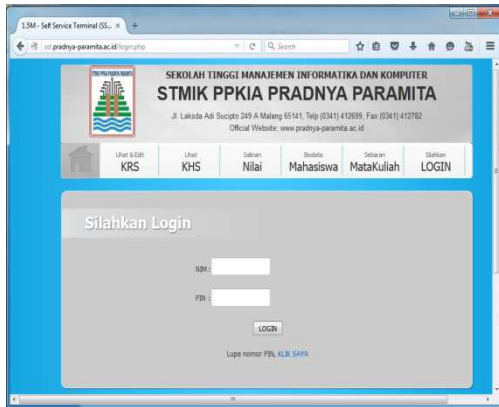 1.5M - Self Service Terminal (SS...
sst.pradnya-paramita.ac.id/login.php
Search
SEKOLAH TINGGI MANAJEMEN INFORMATIKA DAN KOMPUTER
STMIK PPKIA PRADNYA PARAMITA
Jl. Laksda Adi Sucipto 249 A Malang 65141, Telp (0341) 412699, Fax (0341) 412782
Official Website: www.pradnya-paramita.ac.id
Lihat & Edit
KRS
Lihat
KHS
Salinan
Nilai
Biodata
Mahasiswa
Sebaran
MataKuliah
Silahkan
LOGIN
Silahkan Login
NIM :
PIN :
LOGIN
Lupa nomor PIN, KLIK SAYA